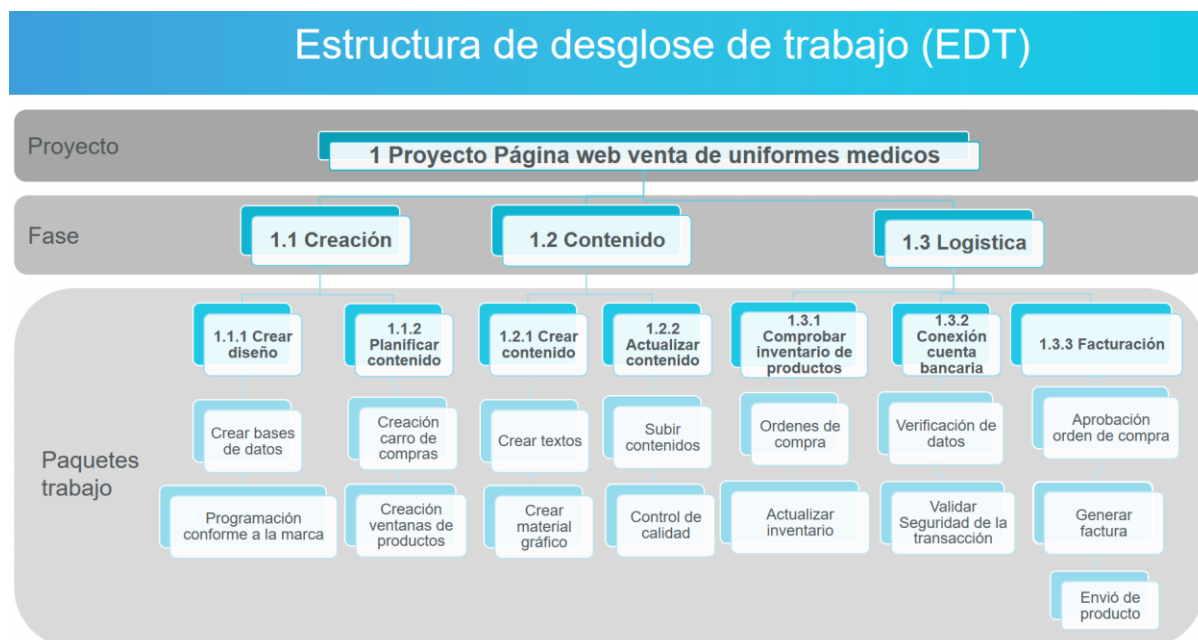 Estructura de desglose de trabajo (EDT)
Proyecto
1 Proyecto Página web venta de uniformes medicos
Fase
1.1 Creación
1.2 Contenido
1.3 Logistica
Paquetes
trabajo
1.1.1 Crear
diseño
1.1.2
Planificar
contenido
1.2.1 Crear
contenido
1.2.2
Actualizar
contenido
1.3.1
Comprobar
inventario de
productos
1.3.2
Conexión
cuenta
bancaria
1.3.3 Facturación
Crear bases
de datos
Creación
carro de
compras
Crear textos
Subir
contenidos
Ordenes de
compra
Verificación de
datos
Aprobación
orden de compra
Programación
conforme a la marca
Creación
ventanas de
productos
Crear
material
gráfico
Control de
calidad
Actualizar
inventario
Validar
Seguridad de la
transacción
Generar
factura
Envió de
producto